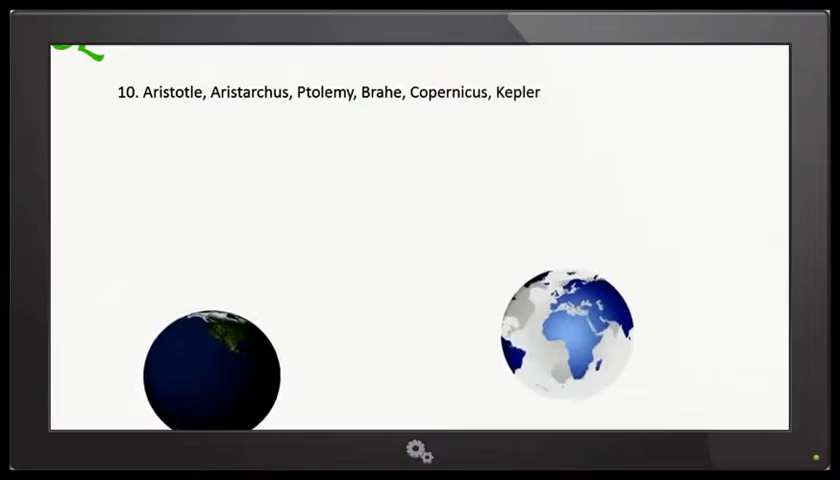 10. Aristotle, Aristarchus, Ptolemy, Brahe, Copernicus, Kepler